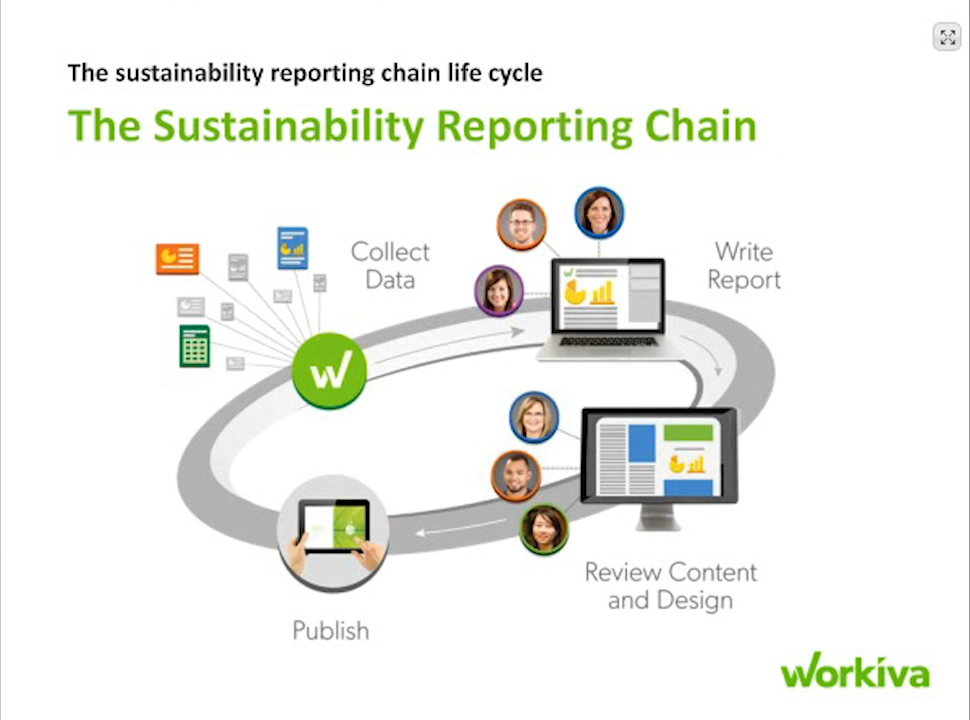 The sustainability reporting chain life cycle
The Sustainability Reporting Chain
Collect
Data
Write
Report
w
Review Content
and Design
Publish
workiva